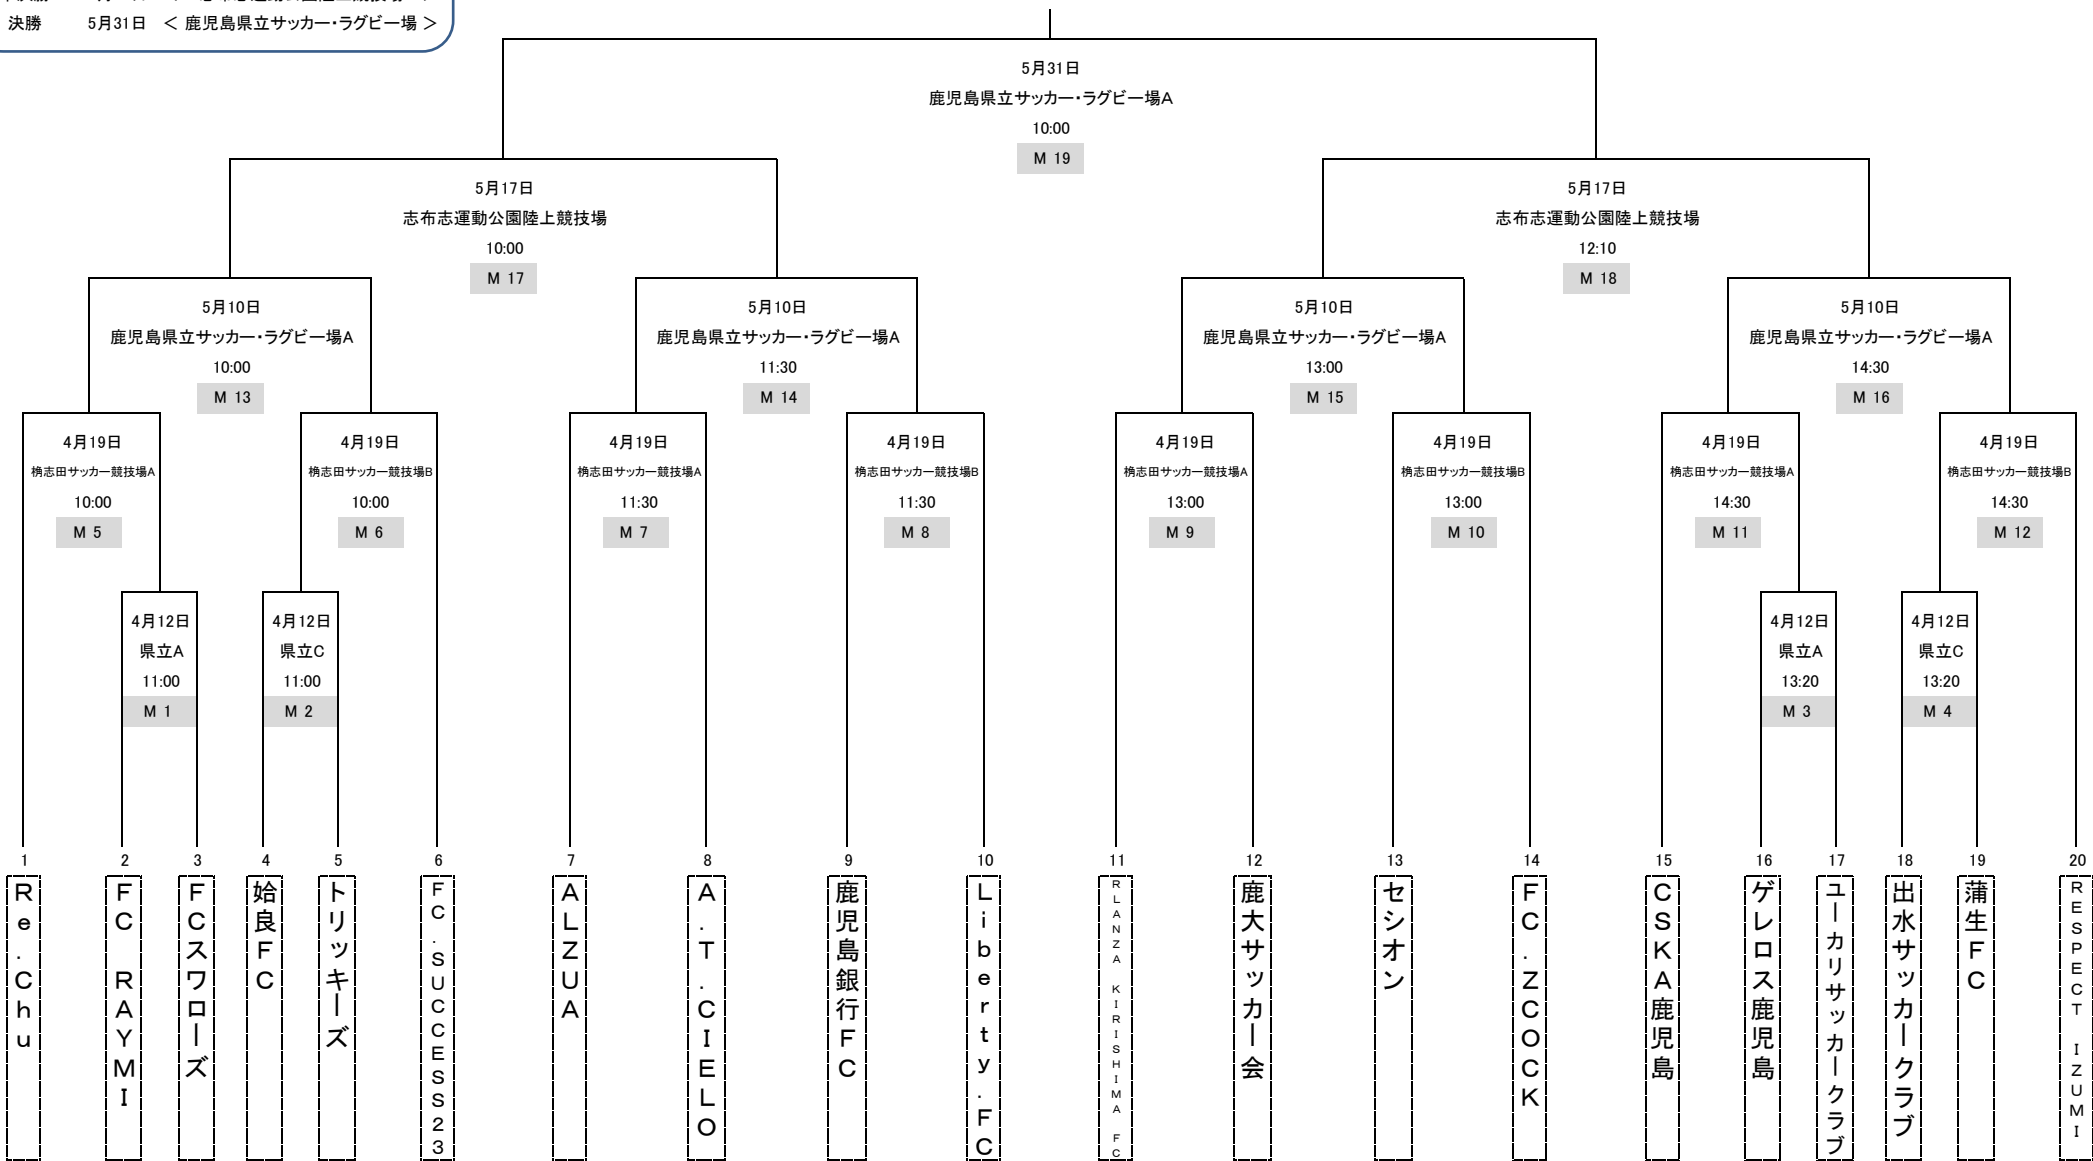 決勝 5月31日 ＜ 鹿児島県立サッカー・ラグビー場 ＞
5月31日
鹿児島県立サッカー・ラグビー場A
10:00
M 19
5月17日
志布志運動公園陸上競技場
10:00
M 17
5月17日
志布志運動公園陸上競技場
12:10
M 18
5月10日
鹿児島県立サッカー・ラグビー場A
10:00
M 13
5月10日
鹿児島県立サッカー・ラグビー場A
11:30
M 14
5月10日
鹿児島県立サッカー・ラグビー場A
13:00
M 15
5月10日
鹿児島県立サッカー・ラグビー場A
14:30
M 16
4月19日
桷志田サッカー競技場A
10:00
M 5
4月19日
桷志田サッカー競技場B
10:00
M 6
4月19日
桷志田サッカー競技場A
11:30
M 7
4月19日
桷志田サッカー競技場B
11:30
M 8
4月19日
桷志田サッカー競技場A
13:00
M 9
4月19日
桷志田サッカー競技場B
13:00
M 10
4月19日
桷志田サッカー競技場A
14:30
M 11
4月19日
桷志田サッカー競技場B
14:30
M 12
4月12日
県立A
11:00
M 1
4月12日
県立C
11:00
M 2
4月12日
県立A
13:20
M 3
4月12日
県立C
13:20
M 4
1
Re.Chu
2
FC RAYMI
3
FCスワローズ
4
姶良FC
5
トリッキーズ
6
FC.SUCCESS23
7
ALZUA
8
A.T.CIELO
9
鹿児島銀行FC
10
Liberty.FC
11
RLANZA KIRISHIMA FC
12
鹿大サッカー会
13
セシオン
14
FC.ZCOCK
15
CSKA鹿児島
16
ゲレロス鹿児島
17
ユーカリサッカークラブ
18
出水サッカークラブ
19
蒲生FC
20
RESPECT IZUMI